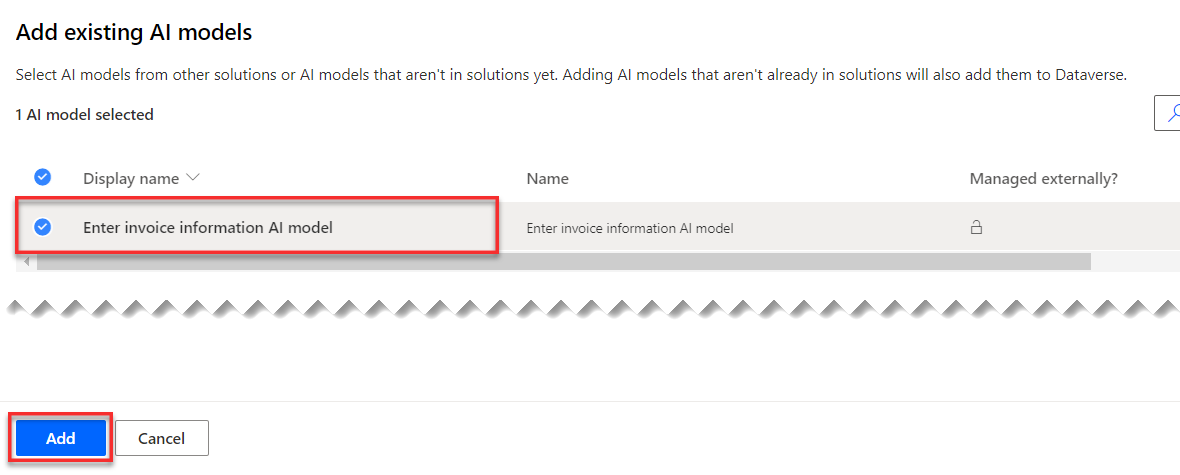 Add existing AI models
Select AI models from other solutions or AI models that aren't in solutions yet. Adding AI models that aren't already in solutions will also add them to Dataverse.
1 AI model selected
Display name Name Managed externally?
Enter invoice information AI model Enter invoice information AI model
Add Cancel